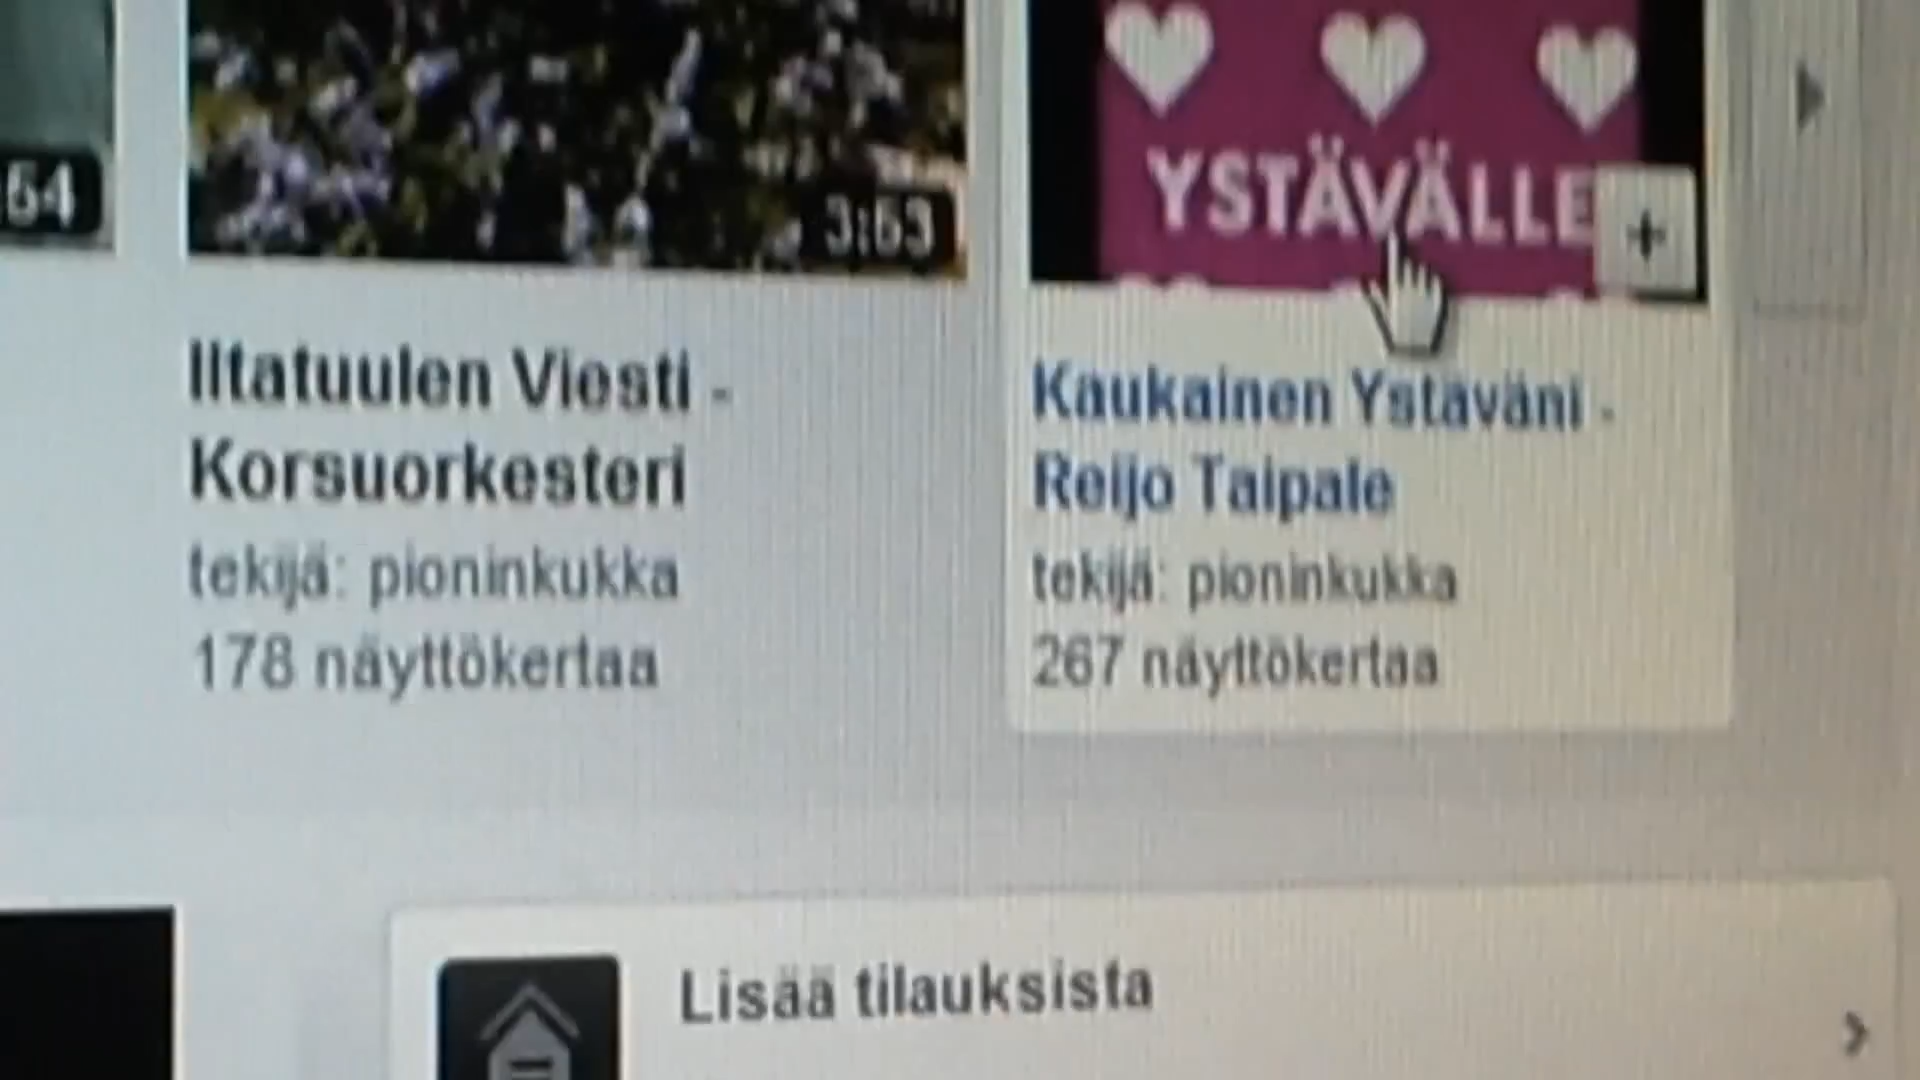 :54
3:53
YSTÄVÄLLE
+
Iltatuulen Viesti -
Korsuorkesteri
tekijä: pioninkukka
178 näyttökertaa
Kaukainen Ystäväni -
Reijo Taipale
tekijä: pioninkukka
267 näyttökertaa
Lisää tilauksista